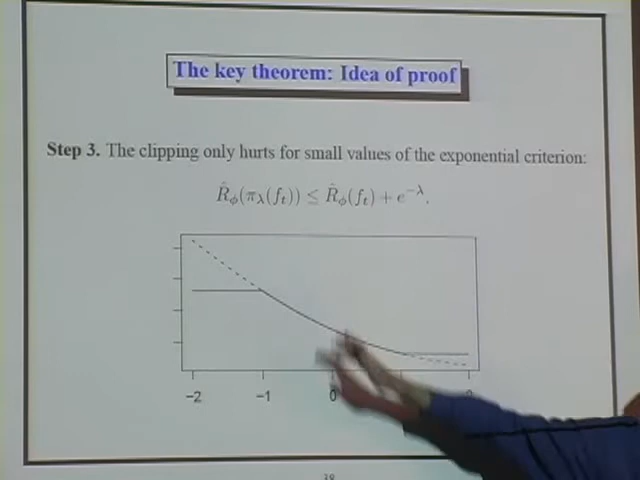 The key theorem: Idea of proof
Step 3. The clipping only hurts for small values of the exponential criterion:
R̂_ϕ(π_λ(f_t)) ≤ R̂_ϕ(f_t) + e^{−λ}.
−2 −1 0